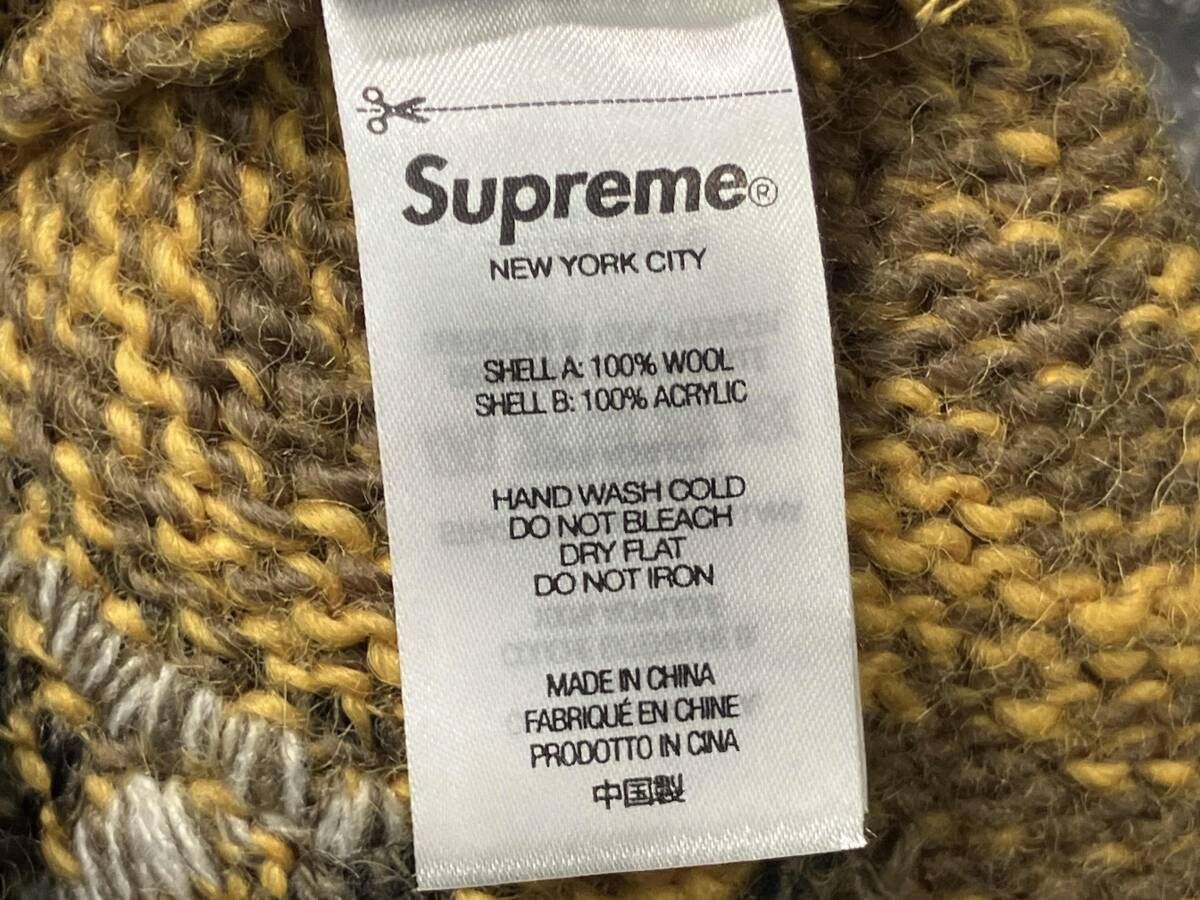 Supreme®
NEW YORK CITY
SHELL A: 100% WOOL
SHELL B: 100% ACRYLIC
HAND WASH COLD
DO NOT BLEACH
DRY FLAT
DO NOT IRON
MADE IN CHINA
FABRIQUÉ EN CHINE
PRODOTTO IN CINA
中国製